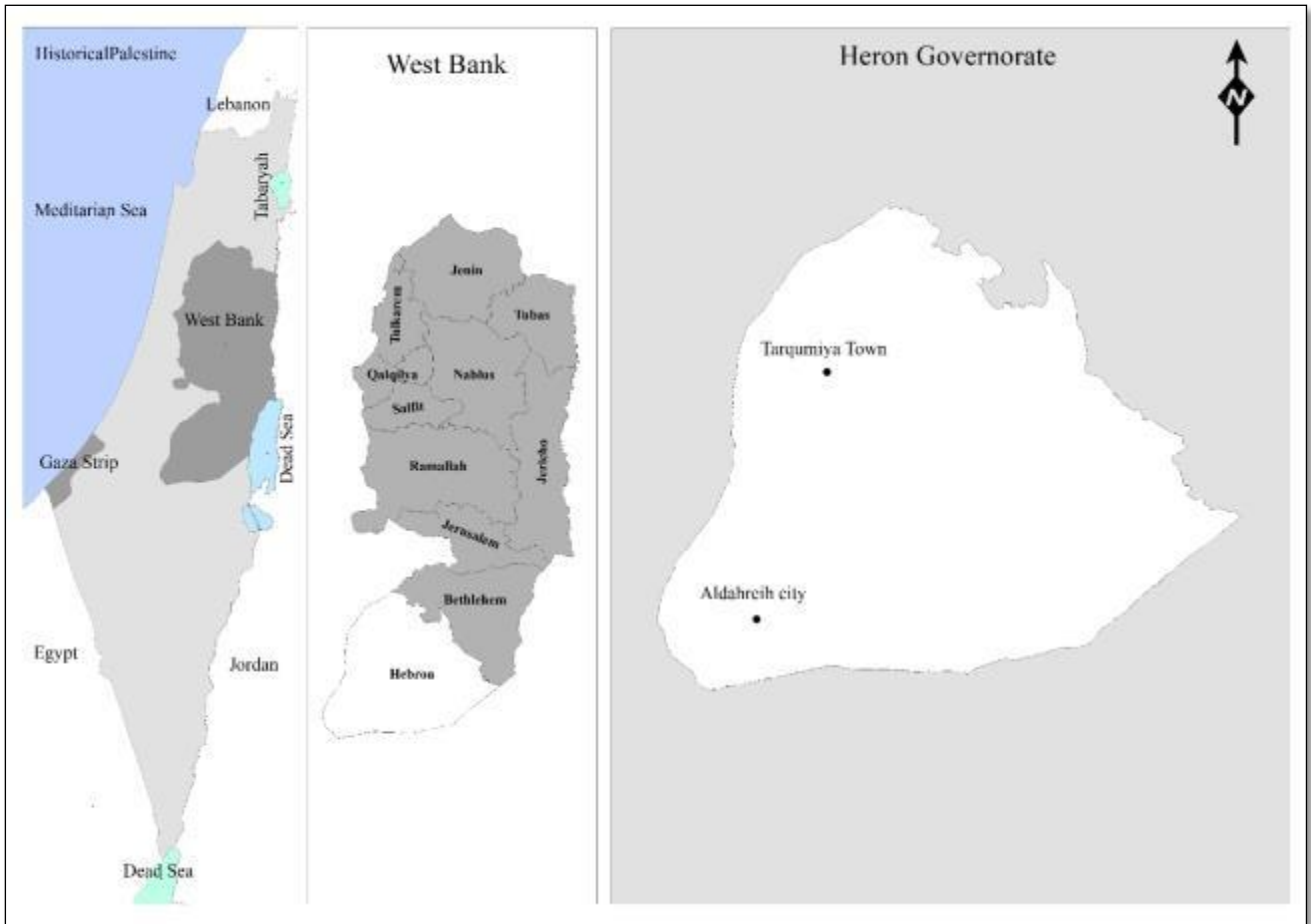 HistoricalPalestine
Lebanon
Tabaryah
Meditarian Sea
West Bank
Gaza Strip
Dead Sea
Egypt
Jordan
Dead Sea
West Bank
Jenin
Tulkarem
Tubas
Qalqilya
Nablus
Salfit
Ramallah
Jericho
Jerusalem
Bethlehem
Hebron
Heron Governorate
N
Tarqumiya Town
Aldahreih city